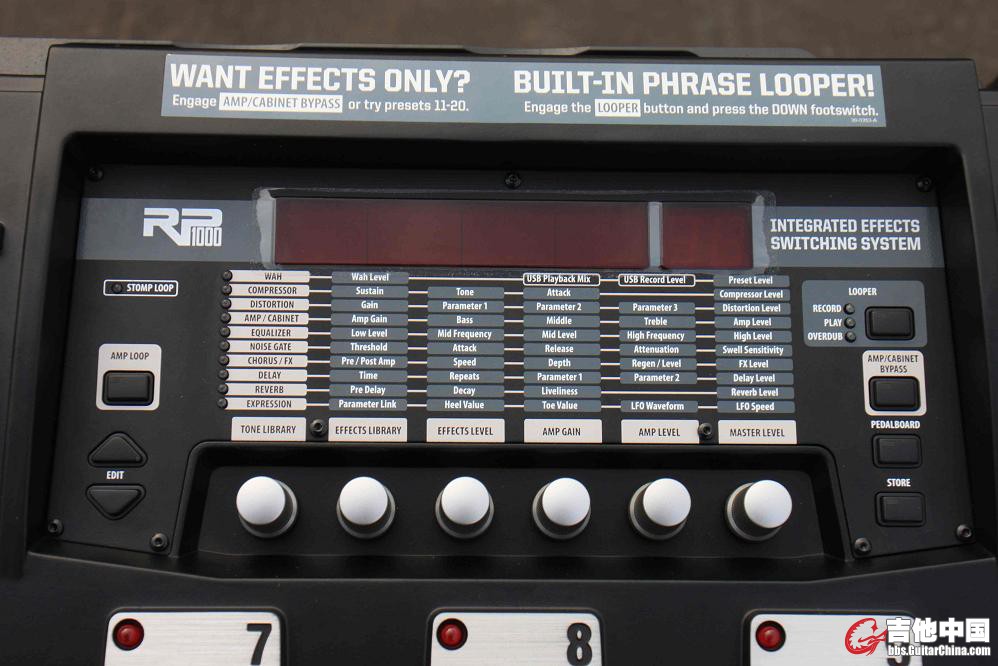 WANT EFFECTS ONLY?
Engage AMP/CABINET BYPASS or try presets 11-20.
BUILT-IN PHRASE LOOPER!
Engage the LOOPER button and press the DOWN footswitch.
RP1000
INTEGRATED EFFECTS
SWITCHING SYSTEM
STOMP LOOP
AMP LOOP
EDIT
WAH Wah Level USB Playback Mix USB Record Level Preset Level
COMPRESSOR Sustain Tone Attack Compressor Level
DISTORTION Gain Parameter 1 Parameter 2 Parameter 3 Distortion Level
AMP / CABINET Amp Gain Bass Middle Treble Amp Level
EQUALIZER Low Level Mid Frequency Mid Level High Frequency High Level
NOISE GATE Threshold Attack Release Attenuation Swell Sensitivity
CHORUS / FX Pre / Post Amp Speed Depth Regen / Level FX Level
DELAY Time Repeats Parameter 1 Parameter 2 Delay Level
REVERB Pre Delay Decay Liveliness Reverb Level
EXPRESSION Parameter Link Heel Value Toe Value LFO Waveform LFO Speed
TONE LIBRARY EFFECTS LIBRARY EFFECTS LEVEL AMP GAIN AMP LEVEL MASTER LEVEL
LOOPER
RECORD
PLAY
OVERDUB
AMP/CABINET
BYPASS
PEDALBOARD
STORE
7
8
吉他中国
bbs.GuitarChina.com